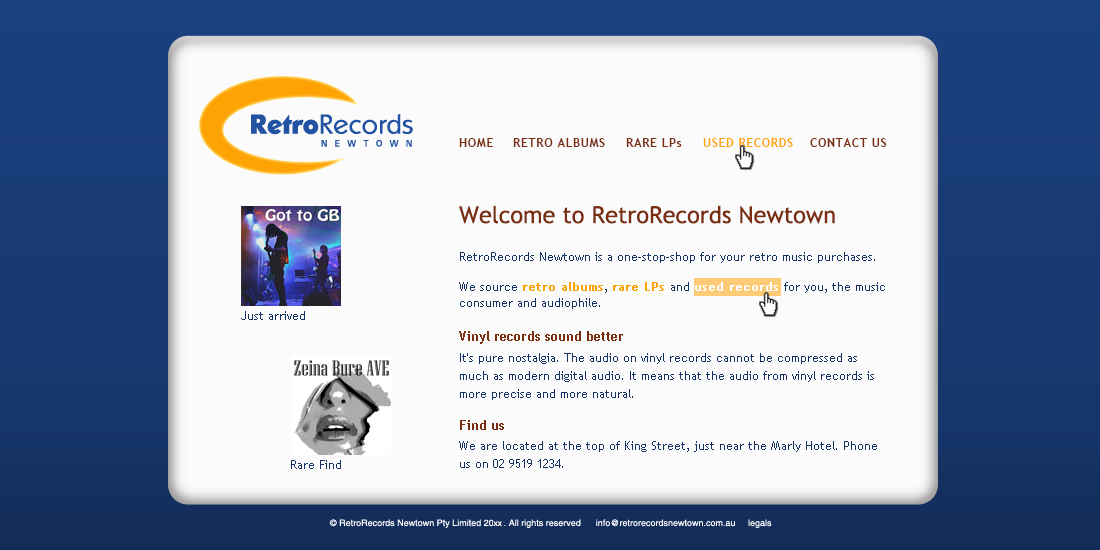 RetroRecords
NEWTOWN
HOME RETRO ALBUMS RARE LPs USED RECORDS CONTACT US
Got to GB
Just arrived
Zeina Bure AVE
Rare Find
Welcome to RetroRecords Newtown
RetroRecords Newtown is a one-stop-shop for your retro music purchases.
We source retro albums, rare LPs and used records for you, the music
consumer and audiophile.
Vinyl records sound better
It's pure nostalgia. The audio on vinyl records cannot be compressed as
much as modern digital audio. It means that the audio from vinyl records is
more precise and more natural.
Find us
We are located at the top of King Street, just near the Marly Hotel. Phone
us on 02 9519 1234.
© RetroRecords Newtown Pty Limited 20xx . All rights reserved info@retrorecordsnewtown.com.au legals